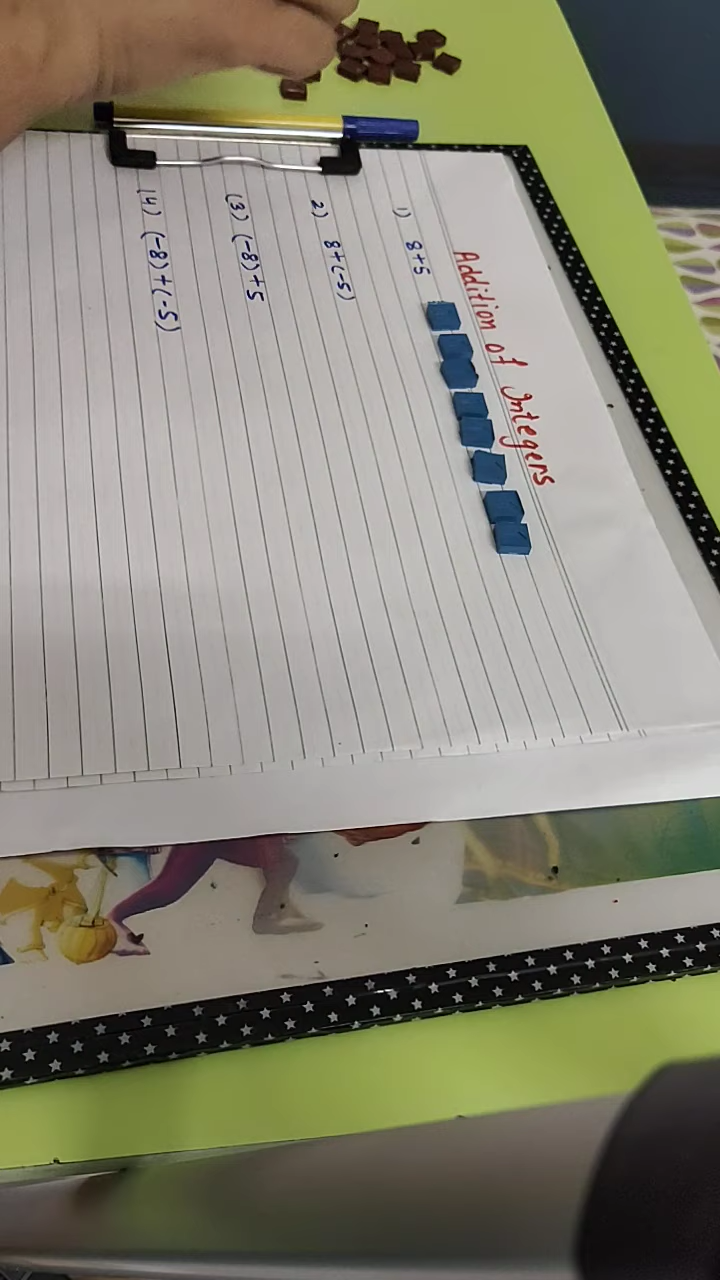 Addition of Integers
1) 8+5
2) 8+(-5)
(3) (-8)+5
(4) (-8)+(-5)